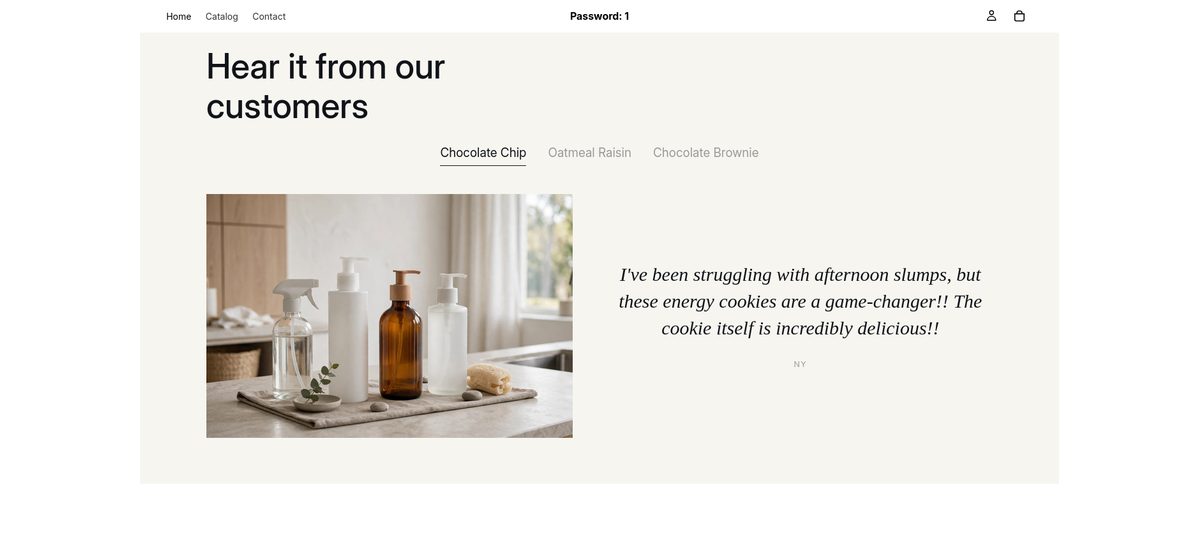 Home Catalog Contact Password: 1
Hear it from our
customers
Chocolate Chip Oatmeal Raisin Chocolate Brownie
I've been struggling with afternoon slumps, but
these energy cookies are a game-changer!! The
cookie itself is incredibly delicious!!
NY